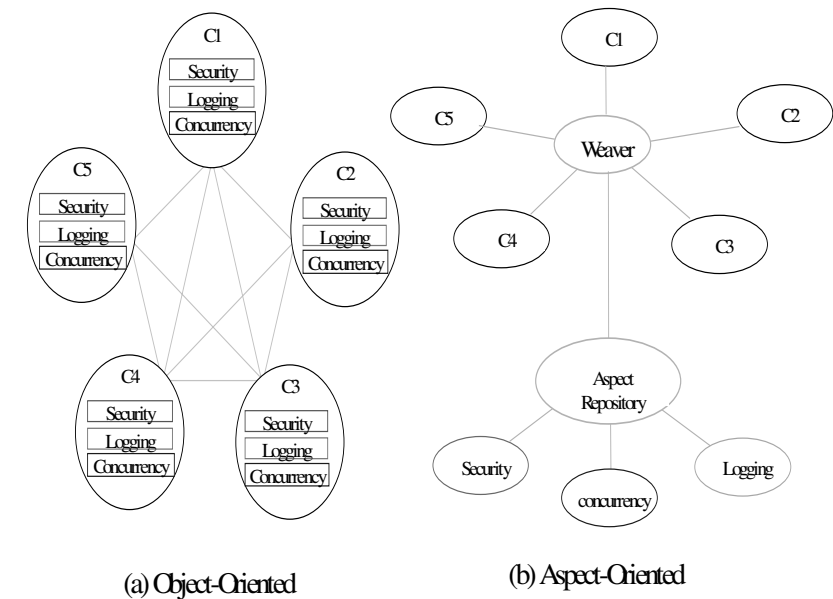 C1
Security
Logging
Concurrency
C5
Security
Logging
Concurrency
C2
Security
Logging
Concurrency
C4
Security
Logging
Concurrency
C3
Security
Logging
Concurrency
(a) Object-Oriented
C1
C5
C2
Weaver
C4
C3
Aspect
Repository
Security
Logging
concurrency
(b) Aspect-Oriented